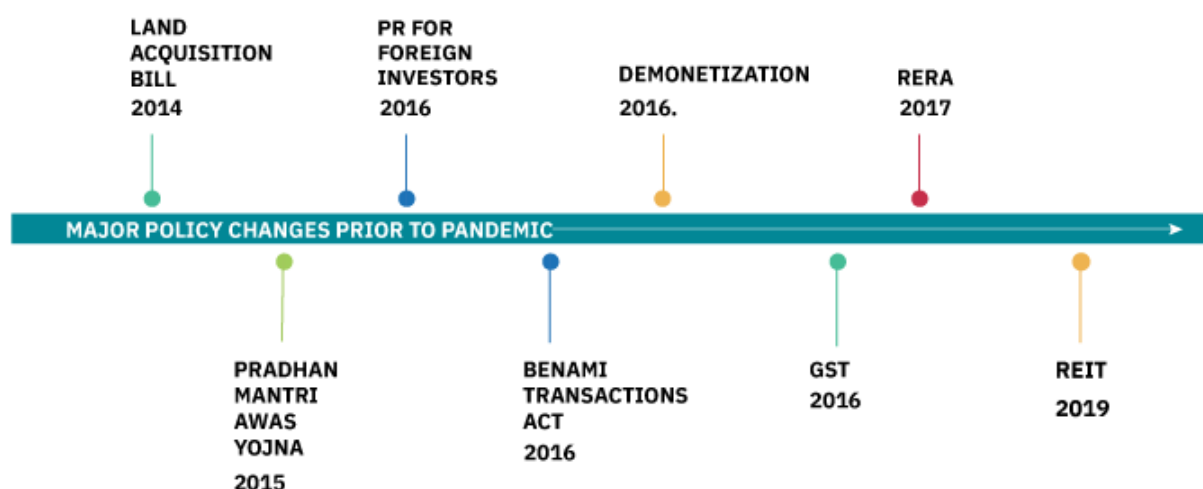 LAND
ACQUISITION
BILL
2014
PR FOR
FOREIGN
INVESTORS
2016
DEMONETIZATION
2016.
RERA
2017
MAJOR POLICY CHANGES PRIOR TO PANDEMIC
PRADHAN
MANTRI
AWAS
YOJNA
2015
BENAMI
TRANSACTIONS
ACT
2016
GST
2016
REIT
2019